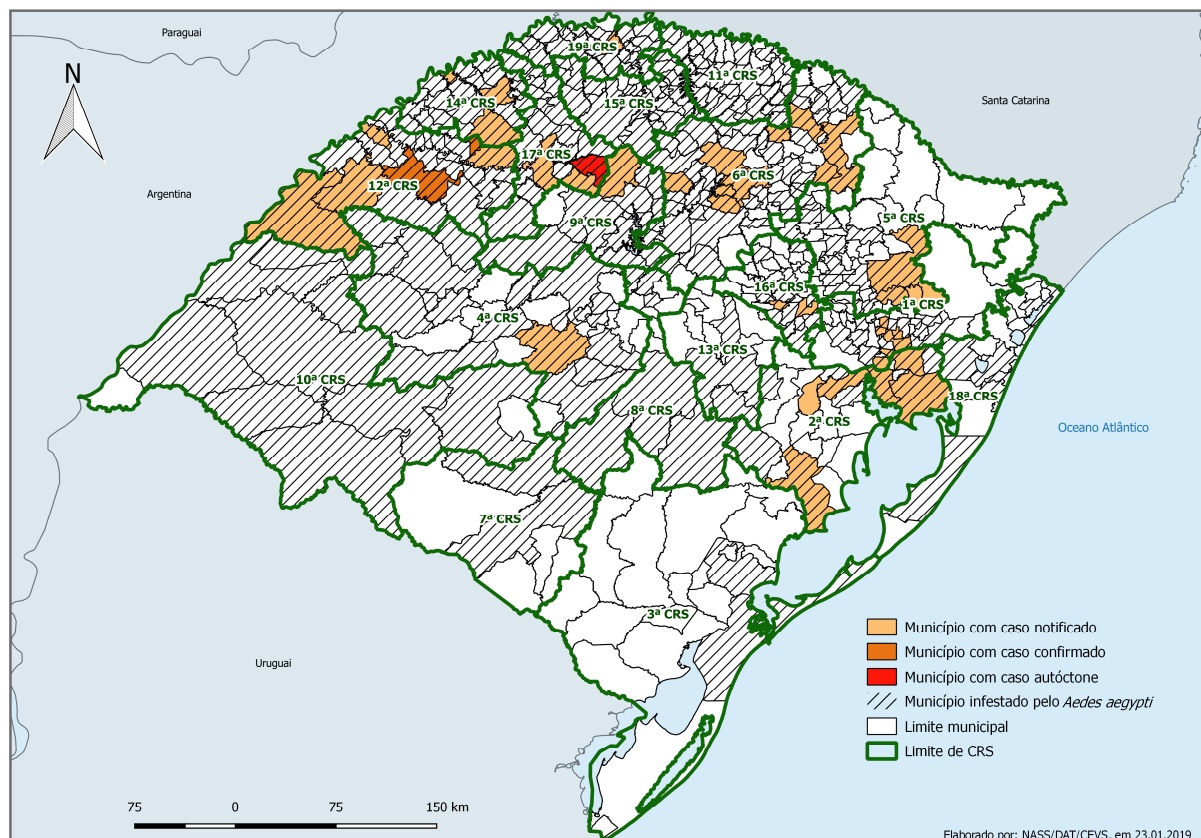 Paraguai
N
Santa Catarina
Argentina
19ª CRS
11ª CRS
14ª CRS
15ª CRS
17ª CRS
6ª CRS
12ª CRS
9ª CRS
5ª CRS
16ª CRS
1ª CRS
4ª CRS
13ª CRS
10ª CRS
18ª CRS
8ª CRS
2ª CRS
Oceano Atlântico
7ª CRS
3ª CRS
Uruguai
Município com caso notificado
Município com caso confirmado
Município com caso autóctone
Município infestado pelo Aedes aegypti
Limite municipal
Limite de CRS
75 0 75 150 km
Elaborado por: NASS/DAT/CEVS, em 23.01.2019